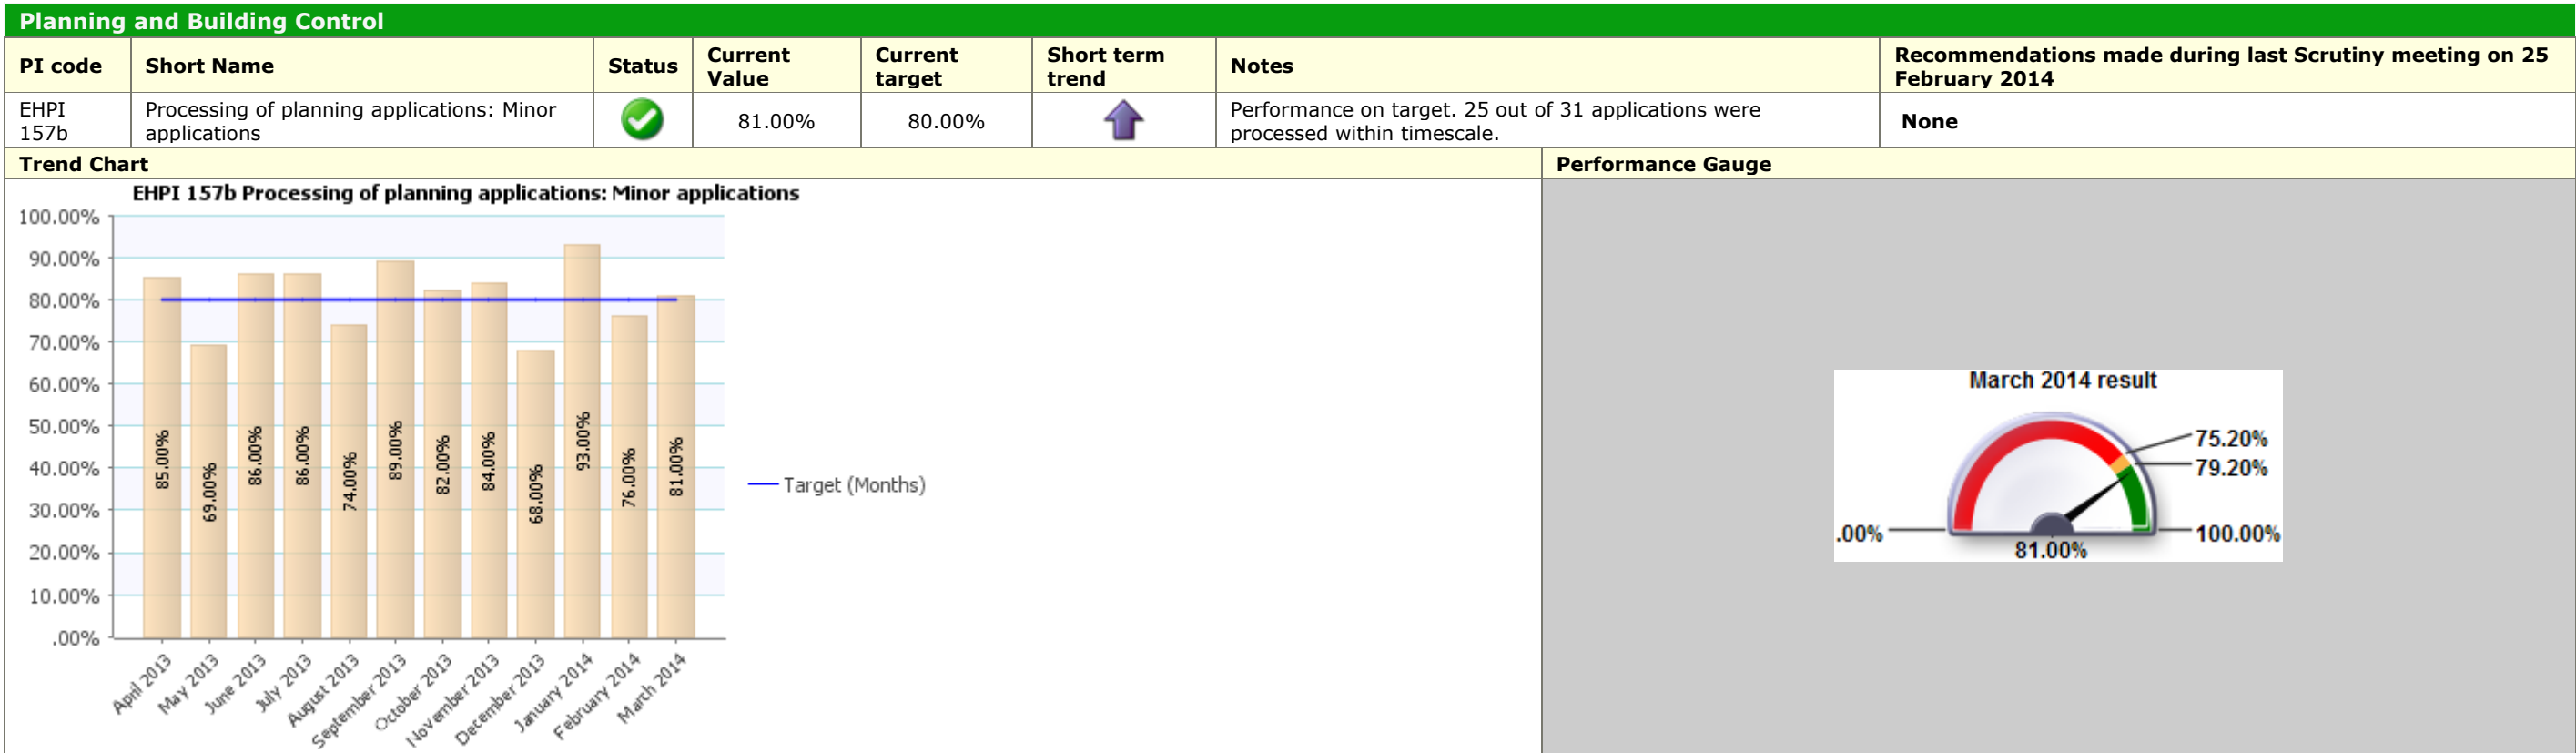 Planning and Building Control
PI code
Short Name
Status
Current
Value
Current
target
Short term
trend
Notes
Recommendations made during last Scrutiny meeting on 25
February 2014
EHPI
157b
Processing of planning applications: Minor
applications
81.00%
80.00%
Performance on target. 25 out of 31 applications were
processed within timescale.
None
Trend Chart
Performance Gauge
EHPI 157b Processing of planning applications: Minor applications
100.00%
90.00%
80.00%
70.00%
60.00%
50.00%
40.00%
30.00%
20.00%
10.00%
.00%
85.00%
69.00%
86.00%
86.00%
74.00%
89.00%
82.00%
84.00%
68.00%
93.00%
76.00%
81.00%
April 2013
May 2013
June 2013
July 2013
August 2013
September 2013
October 2013
November 2013
December 2013
January 2014
February 2014
March 2014
Target (Months)
March 2014 result
75.20%
79.20%
.00%
100.00%
81.00%